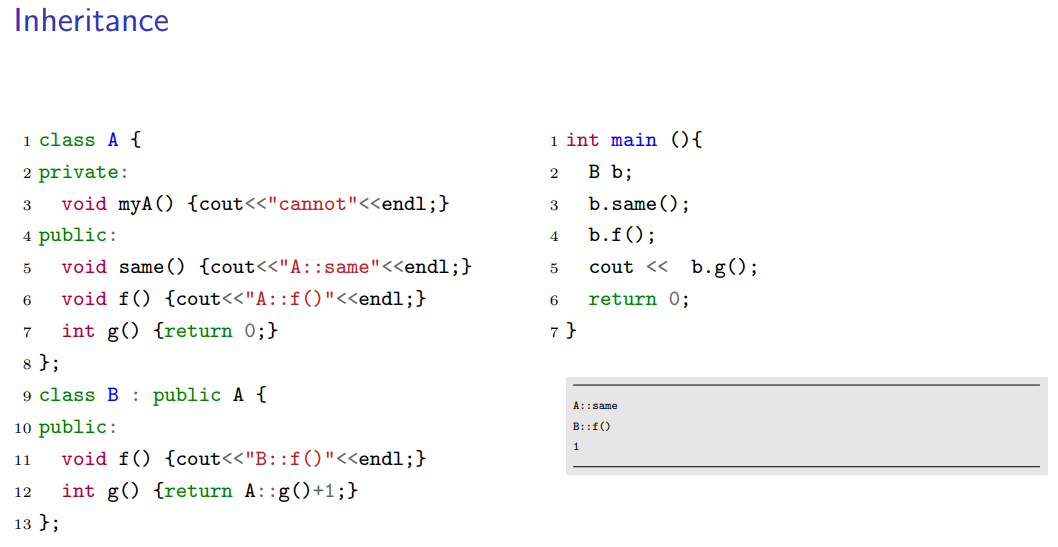 Inheritance
1 class A {
2 private:
3   void myA() {cout<<"cannot"<<endl;}
4 public:
5   void same() {cout<<"A::same"<<endl;}
6   void f() {cout<<"A::f()"<<endl;}
7   int g() {return 0;}
8 };
9 class B : public A {
10 public:
11   void f() {cout<<"B::f()"<<endl;}
12   int g() {return A::g()+1;}
13 };
1 int main (){
2   B b;
3   b.same();
4   b.f();
5   cout <<  b.g();
6   return 0;
7 }
A::same
B::f()
1